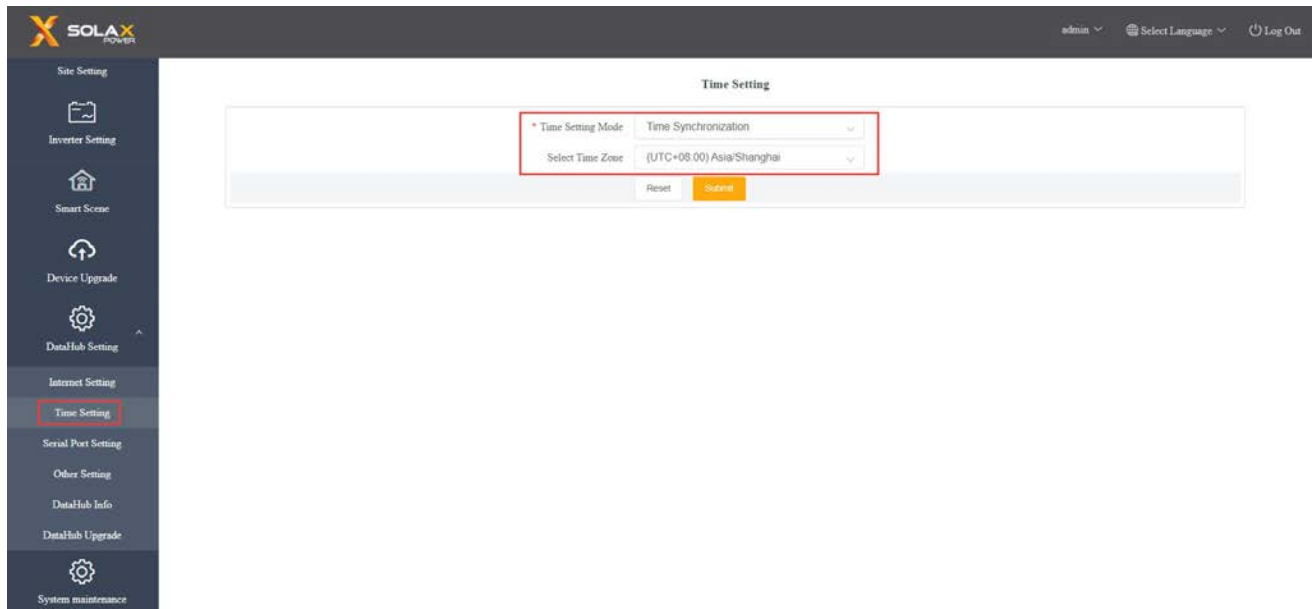 SOLAX
POWER
admin
Select Language
Log Out
Site Setting
Inverter Setting
Smart Scene
Device Upgrade
DataHub Setting
Internet Setting
Time Setting
Serial Port Setting
Other Setting
DataHub Info
DataHub Upgrade
System maintenance
Time Setting
* Time Setting Mode Time Synchronization
Select Time Zone (UTC+08:00) Asia/Shanghai
Reset Submit